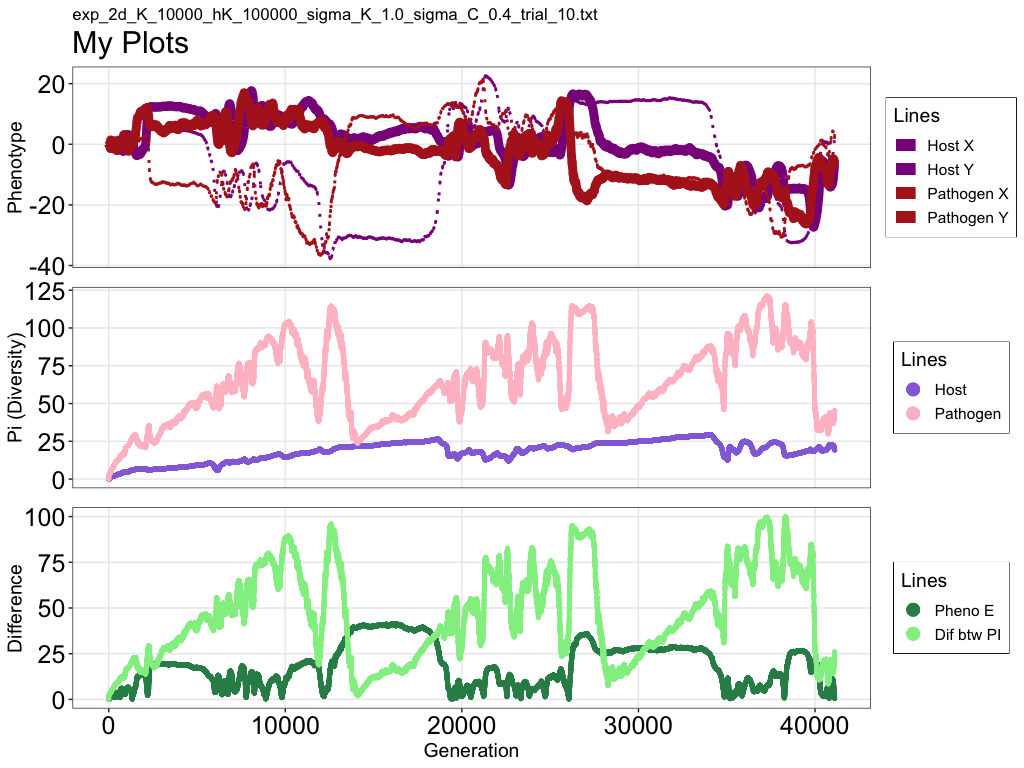 exp_2d_K_10000_hK_100000_sigma_K_1.0_sigma_C_0.4_trial_10.txt
My Plots
20
0
-20
-40
Phenotype
Lines
Host X
Host Y
Pathogen X
Pathogen Y
125
100
75
50
25
0
Pi (Diversity)
Lines
Host
Pathogen
100
75
50
25
0
Difference
Lines
Pheno E
Dif btw PI
0 10000 20000 30000 40000
Generation